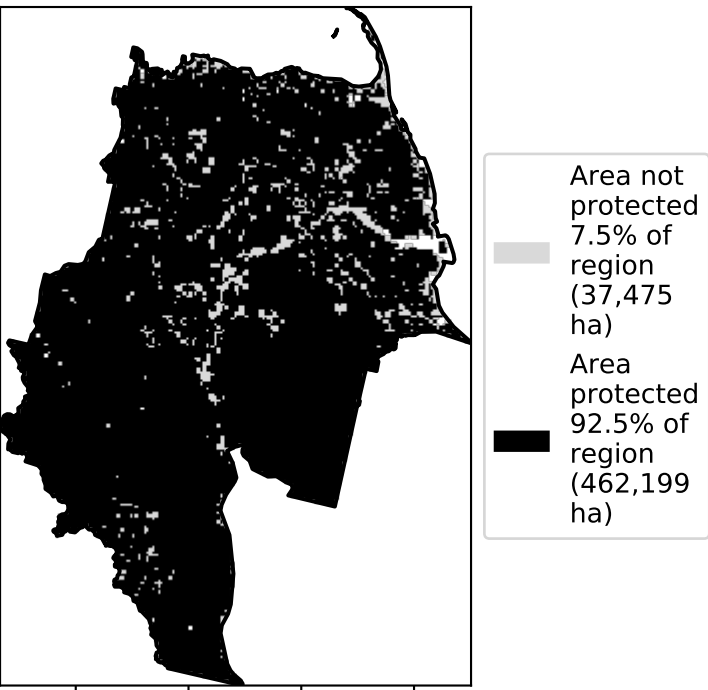 Area not
protected
7.5% of
region
(37,475
ha)
Area
protected
92.5% of
region
(462,199
ha)